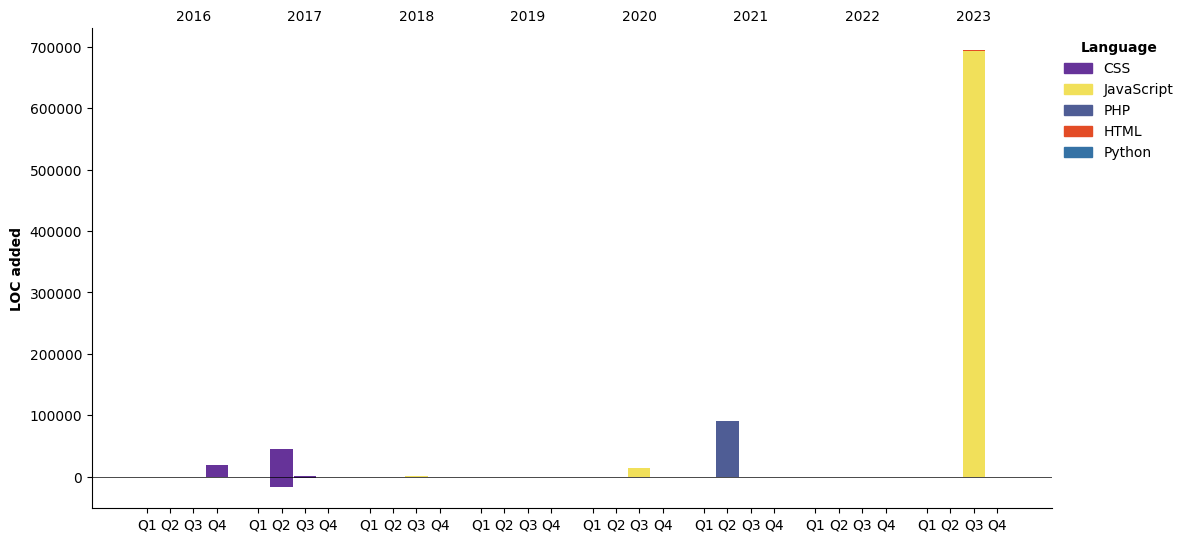 2016 2017 2018 2019 2020 2021 2022 2023
700000
600000
500000
400000
300000
200000
100000
0
LOC added
Q1 Q2 Q3 Q4 Q1 Q2 Q3 Q4 Q1 Q2 Q3 Q4 Q1 Q2 Q3 Q4 Q1 Q2 Q3 Q4 Q1 Q2 Q3 Q4 Q1 Q2 Q3 Q4 Q1 Q2 Q3 Q4
Language
CSS
JavaScript
PHP
HTML
Python